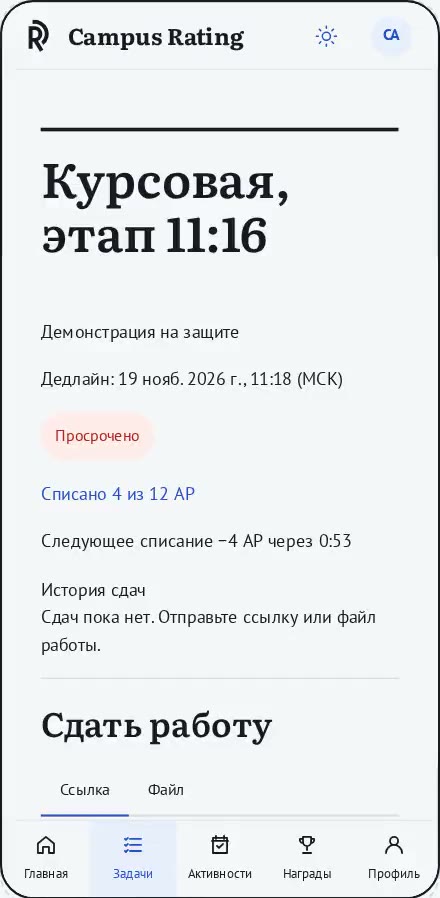 Campus Rating
СА
Курсовая,
этап 11:16
Демонстрация на защите
Дедлайн: 19 нояб. 2026 г., 11:18 (МСК)
Просрочено
Списано 4 из 12 АР
Следующее списание −4 АР через 0:53
История сдач
Сдач пока нет. Отправьте ссылку или файл
работы.
Сдать работу
Ссылка Файл
Главная Задачи Активности Награды Профиль